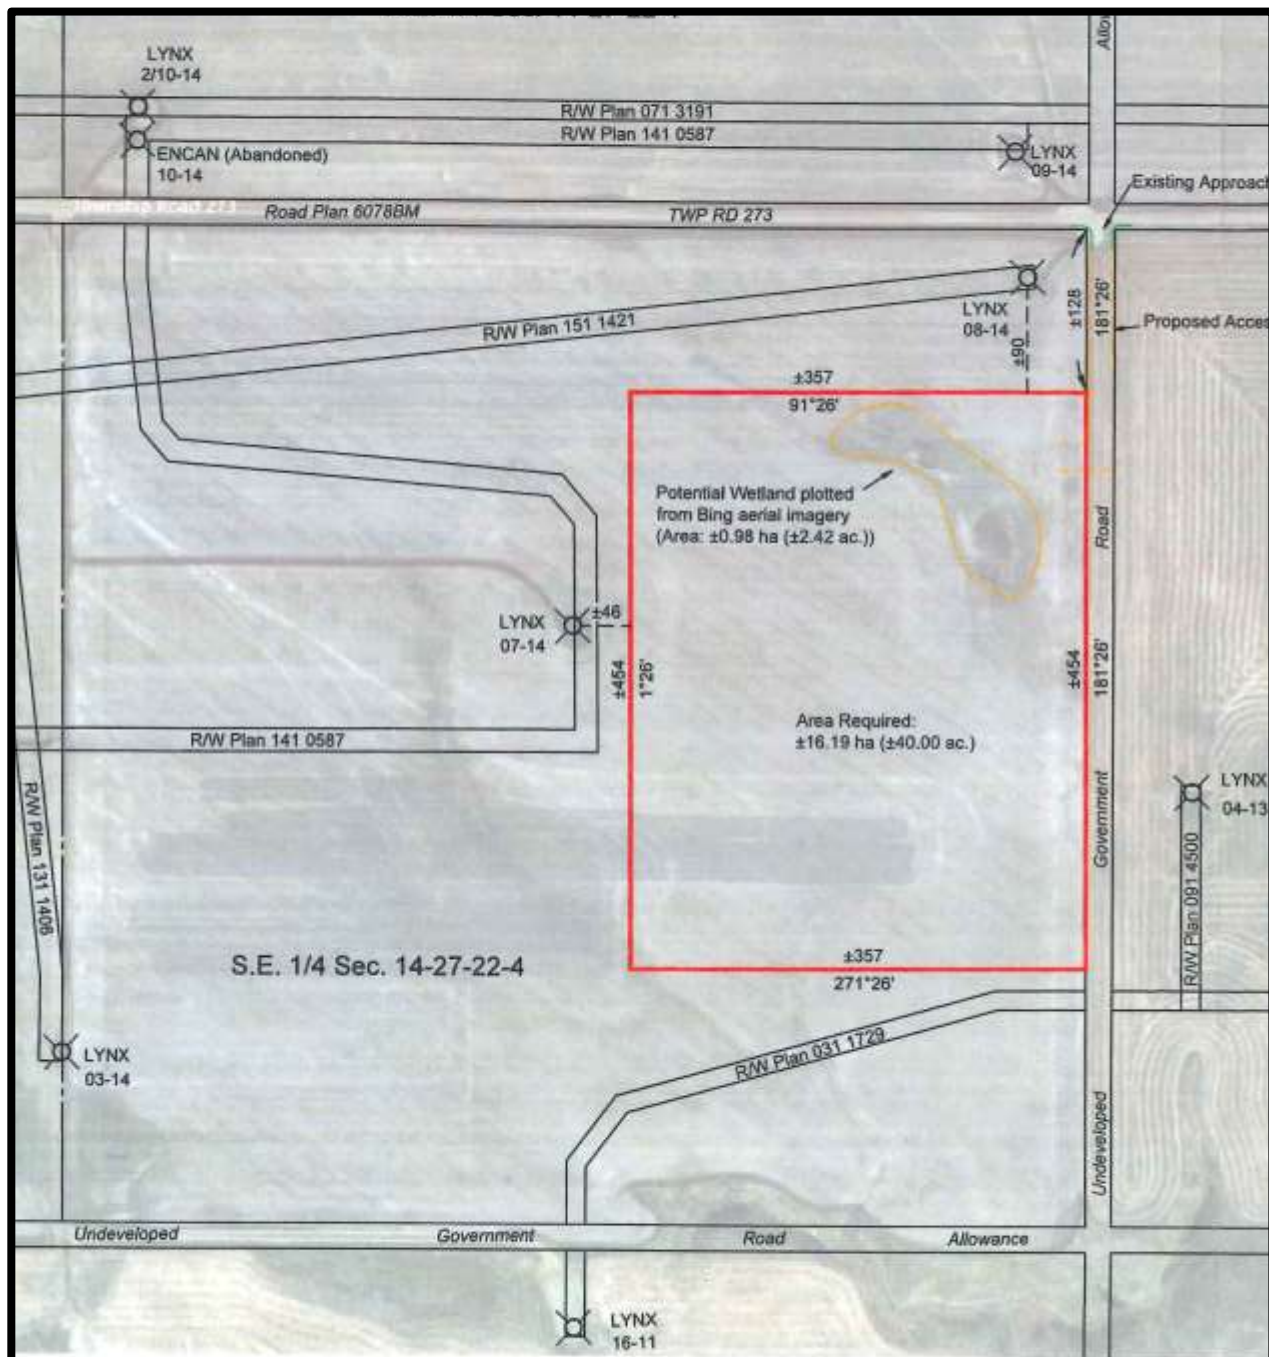 Allow
LYNX
2/10-14
R/W Plan 071 3191
R/W Plan 141 0587
ENCAN (Abandoned)
10-14
LYNX
09-14
Existing Approach
Road Plan 6078BM
TWP RD 273
LYNX
08-14
±128
181°26'
R/W Plan 151 1421
Proposed Acces
±90
±357
91°26'
Potential Wetland plotted
from Bing aerial imagery
(Area: ±0.98 ha (±2.42 ac.))
Road
LYNX
07-14
±46
±454
1°26'
±454
181°26'
Area Required:
±16.19 ha (±40.00 ac.)
R/W Plan 141 0587
LYNX
04-13
R/W Plan 131 1406
Government
R/W Plan 091 4500
S.E. 1/4 Sec. 14-27-22-4
±357
271°26'
R/W Plan 031 1729
LYNX
03-14
Undeveloped
Undeveloped Government Road Allowance
LYNX
16-11